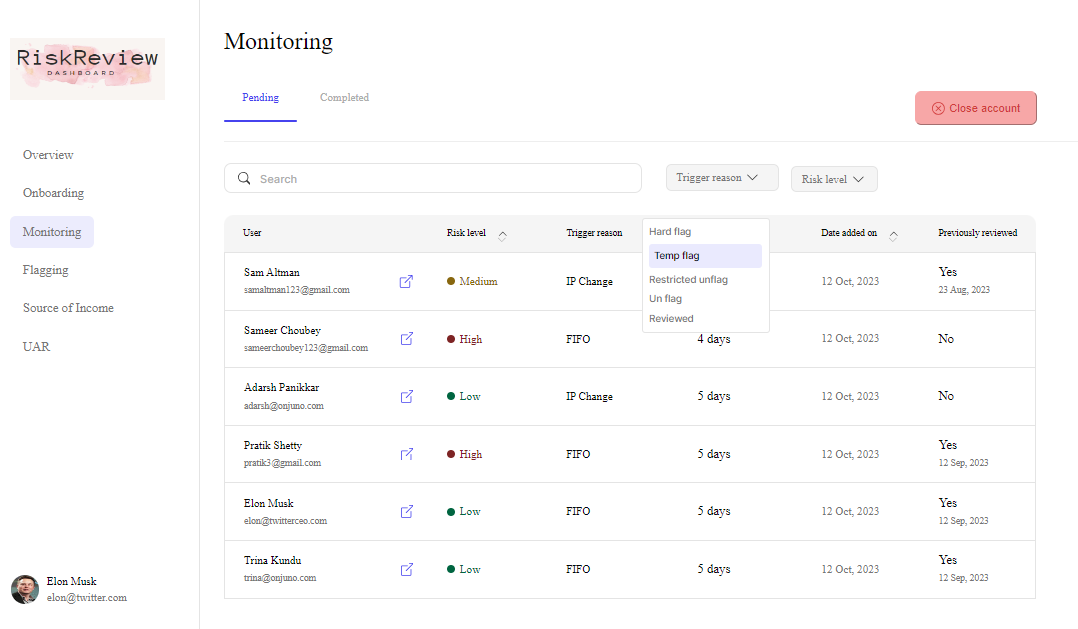 RiskReview
DASHBOARD
Overview
Onboarding
Monitoring
Flagging
Source of Income
UAR
Elon Musk
elon@twitter.com
Monitoring
Pending Completed
Close account
Search
Trigger reason Risk level
User Risk level Trigger reason Date added on Previously reviewed
Hard flag
Temp flag
Restricted unflag
Un flag
Reviewed
Sam Altman
samaltman123@gmail.com
Medium IP Change 12 Oct, 2023 Yes
23 Aug, 2023
Sameer Choubey
sameerchoubey123@gmail.com
High FIFO 4 days 12 Oct, 2023 No
Adarsh Panikkar
adarsh@onjuno.com
Low IP Change 5 days 12 Oct, 2023 No
Pratik Shetty
pratik3@gmail.com
High FIFO 5 days 12 Oct, 2023 Yes
12 Sep, 2023
Elon Musk
elon@twitterceo.com
Low FIFO 5 days 12 Oct, 2023 Yes
12 Sep, 2023
Trina Kundu
trina@onjuno.com
Low FIFO 5 days 12 Oct, 2023 Yes
12 Sep, 2023